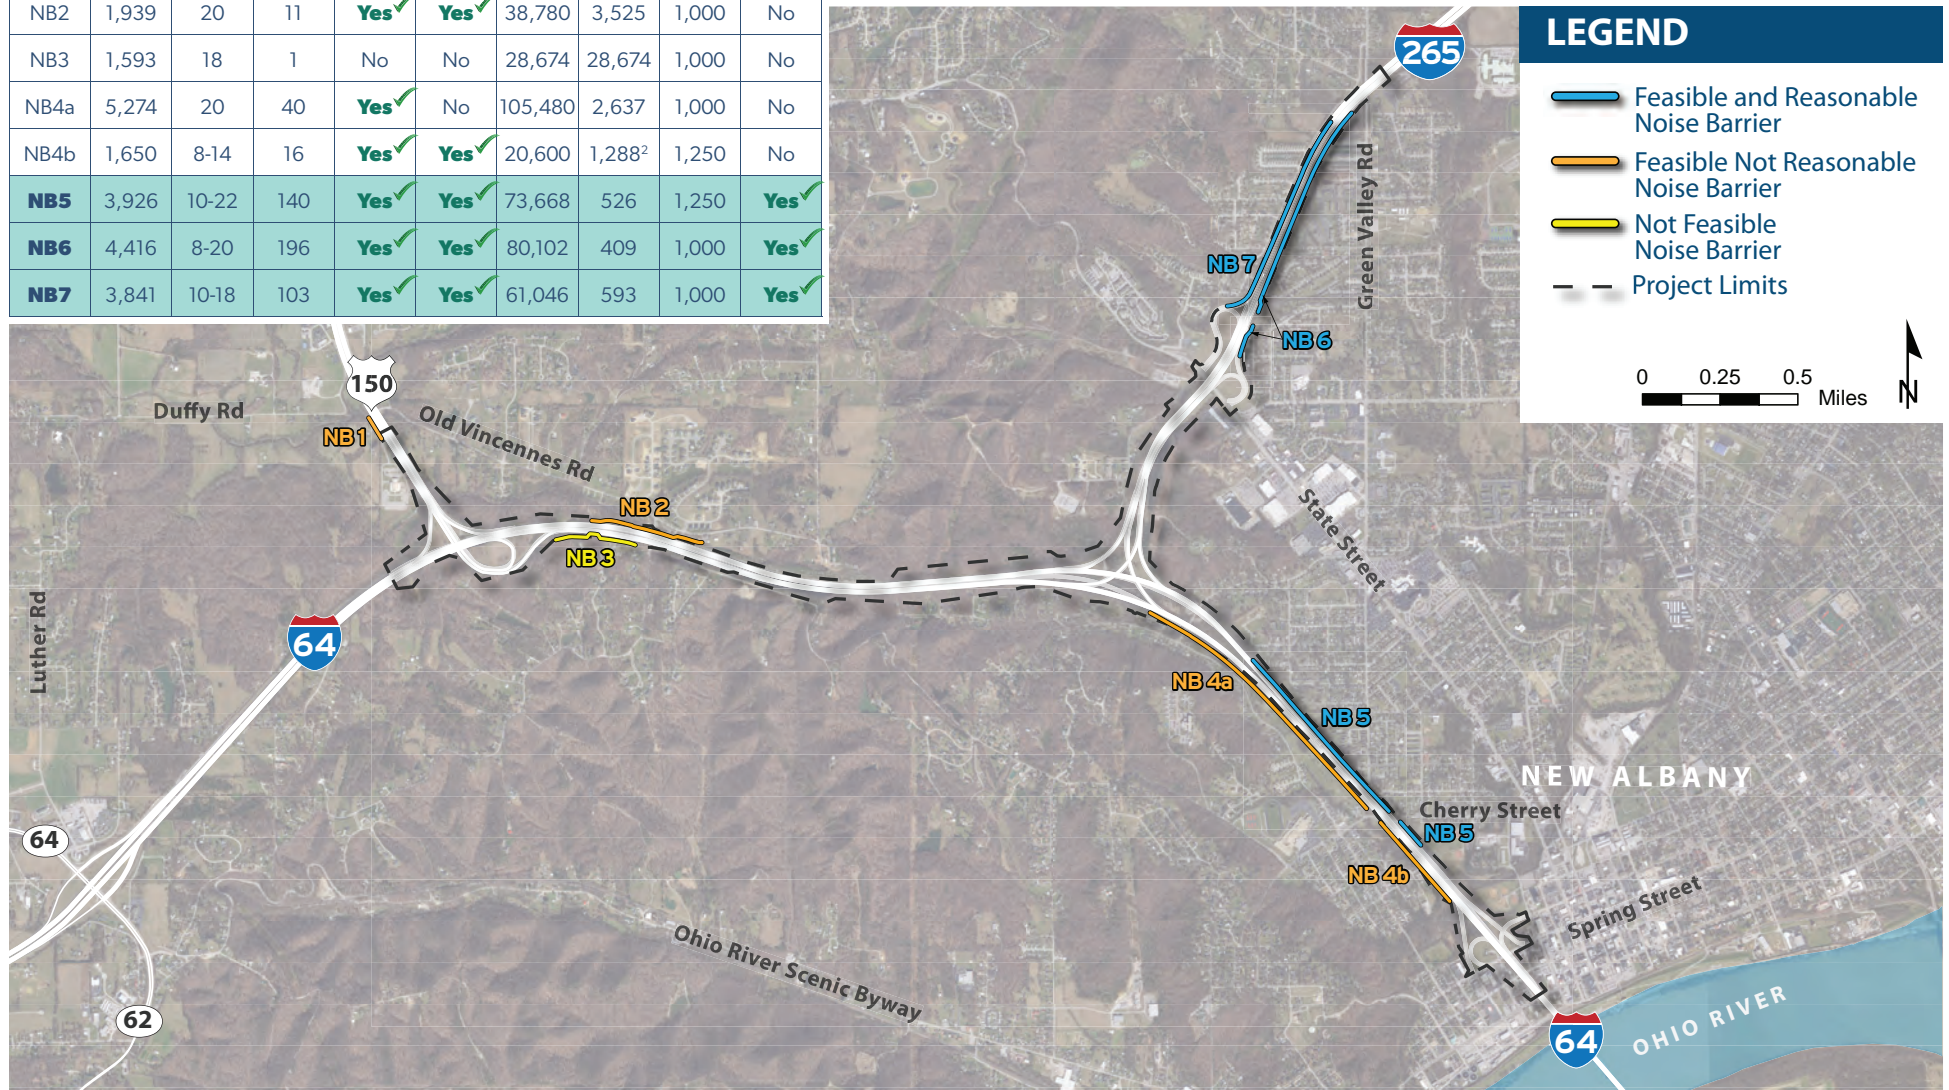 NB2 1,939 20 11 Yes Yes 38,780 3,525 1,000 No
NB3 1,593 18 1 No No 28,674 28,674 1,000 No
NB4a 5,274 20 40 Yes No 105,480 2,637 1,000 No
NB4b 1,650 8-14 16 Yes Yes 20,600 1,288² 1,250 No
NB5 3,926 10-22 140 Yes Yes 73,668 526 1,250 Yes
NB6 4,416 8-20 196 Yes Yes 80,102 409 1,000 Yes
NB7 3,841 10-18 103 Yes Yes 61,046 593 1,000 Yes
LEGEND
Feasible and Reasonable
Noise Barrier
Feasible Not Reasonable
Noise Barrier
Not Feasible
Noise Barrier
Project Limits
0 0.25 0.5
Miles
N
265
Green Valley Rd
NB 7
NB 6
150
Duffy Rd
Old Vincennes Rd
NB 1
NB 2
NB 3
State Street
Luther Rd
64
NB 4a
NB 5
NEW ALBANY
Cherry Street
NB 5
64
NB 4b
Spring Street
Ohio River Scenic Byway
62
OHIO RIVER
64